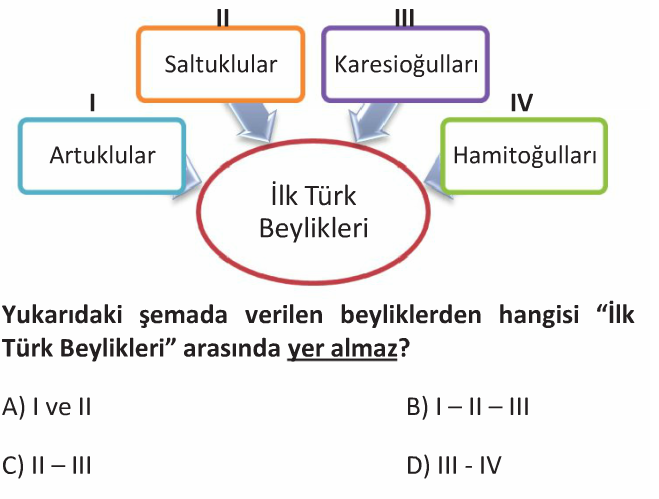 II
III
Saltuklular
Karesioğulları
I
IV
Artuklular
Hamitoğulları
İlk Türk
Beylikleri
Yukarıdaki şemada verilen beyliklerden hangisi “İlk
Türk Beylikleri” arasında yer almaz?
A) I ve II
B) I – II – III
C) II – III
D) III - IV